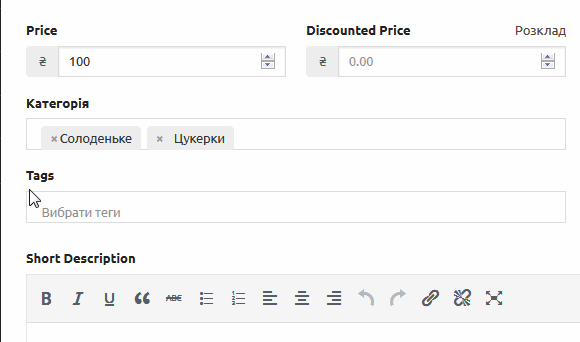 Price Discounted Price Розклад
₴ 100 ₴ 0.00
Категорія
×Солоденьке × Цукерки
Tags
Вибрати теги
Short Description
B I U ABC